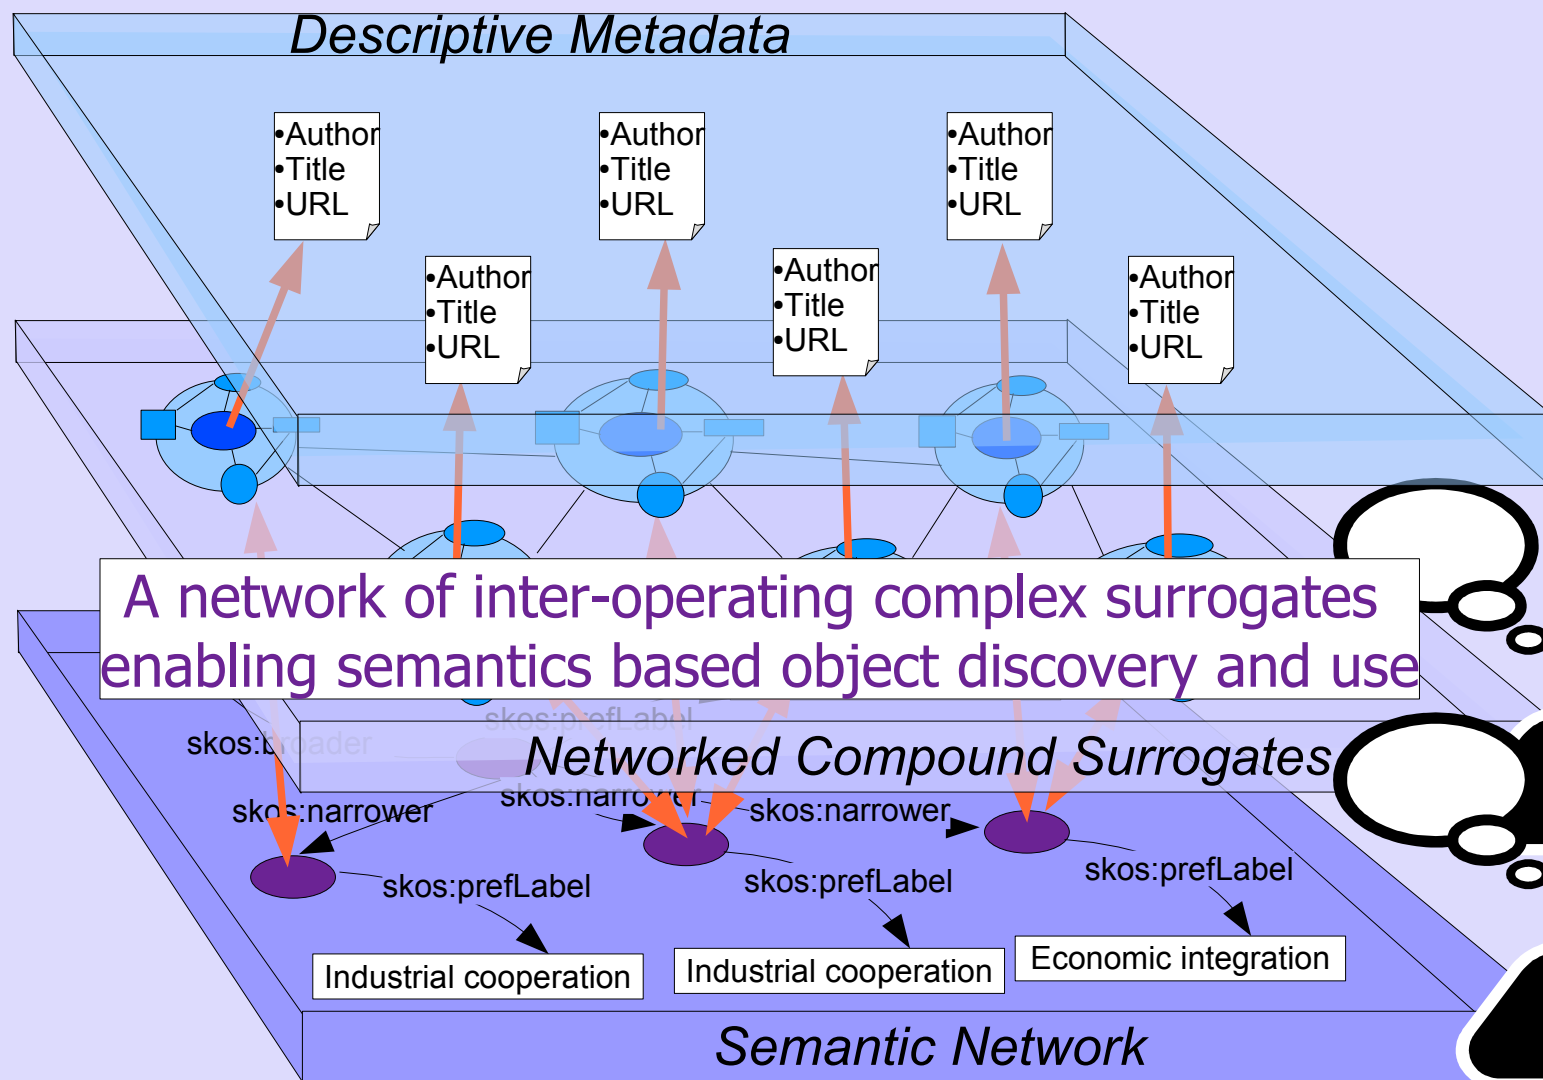 Descriptive Metadata
•Author
•Title
•URL
•Author
•Title
•URL
•Author
•Title
•URL
•Author
•Title
•URL
•Author
•Title
•URL
•Author
•Title
•URL
A network of inter-operating complex surrogates
enabling semantics based object discovery and use
skos:prefLabel
skos:broader
Networked Compound Surrogates
skos:narrower
skos:narrower
skos:narrower
skos:prefLabel
skos:prefLabel
skos:prefLabel
Industrial cooperation
Industrial cooperation
Economic integration
Semantic Network